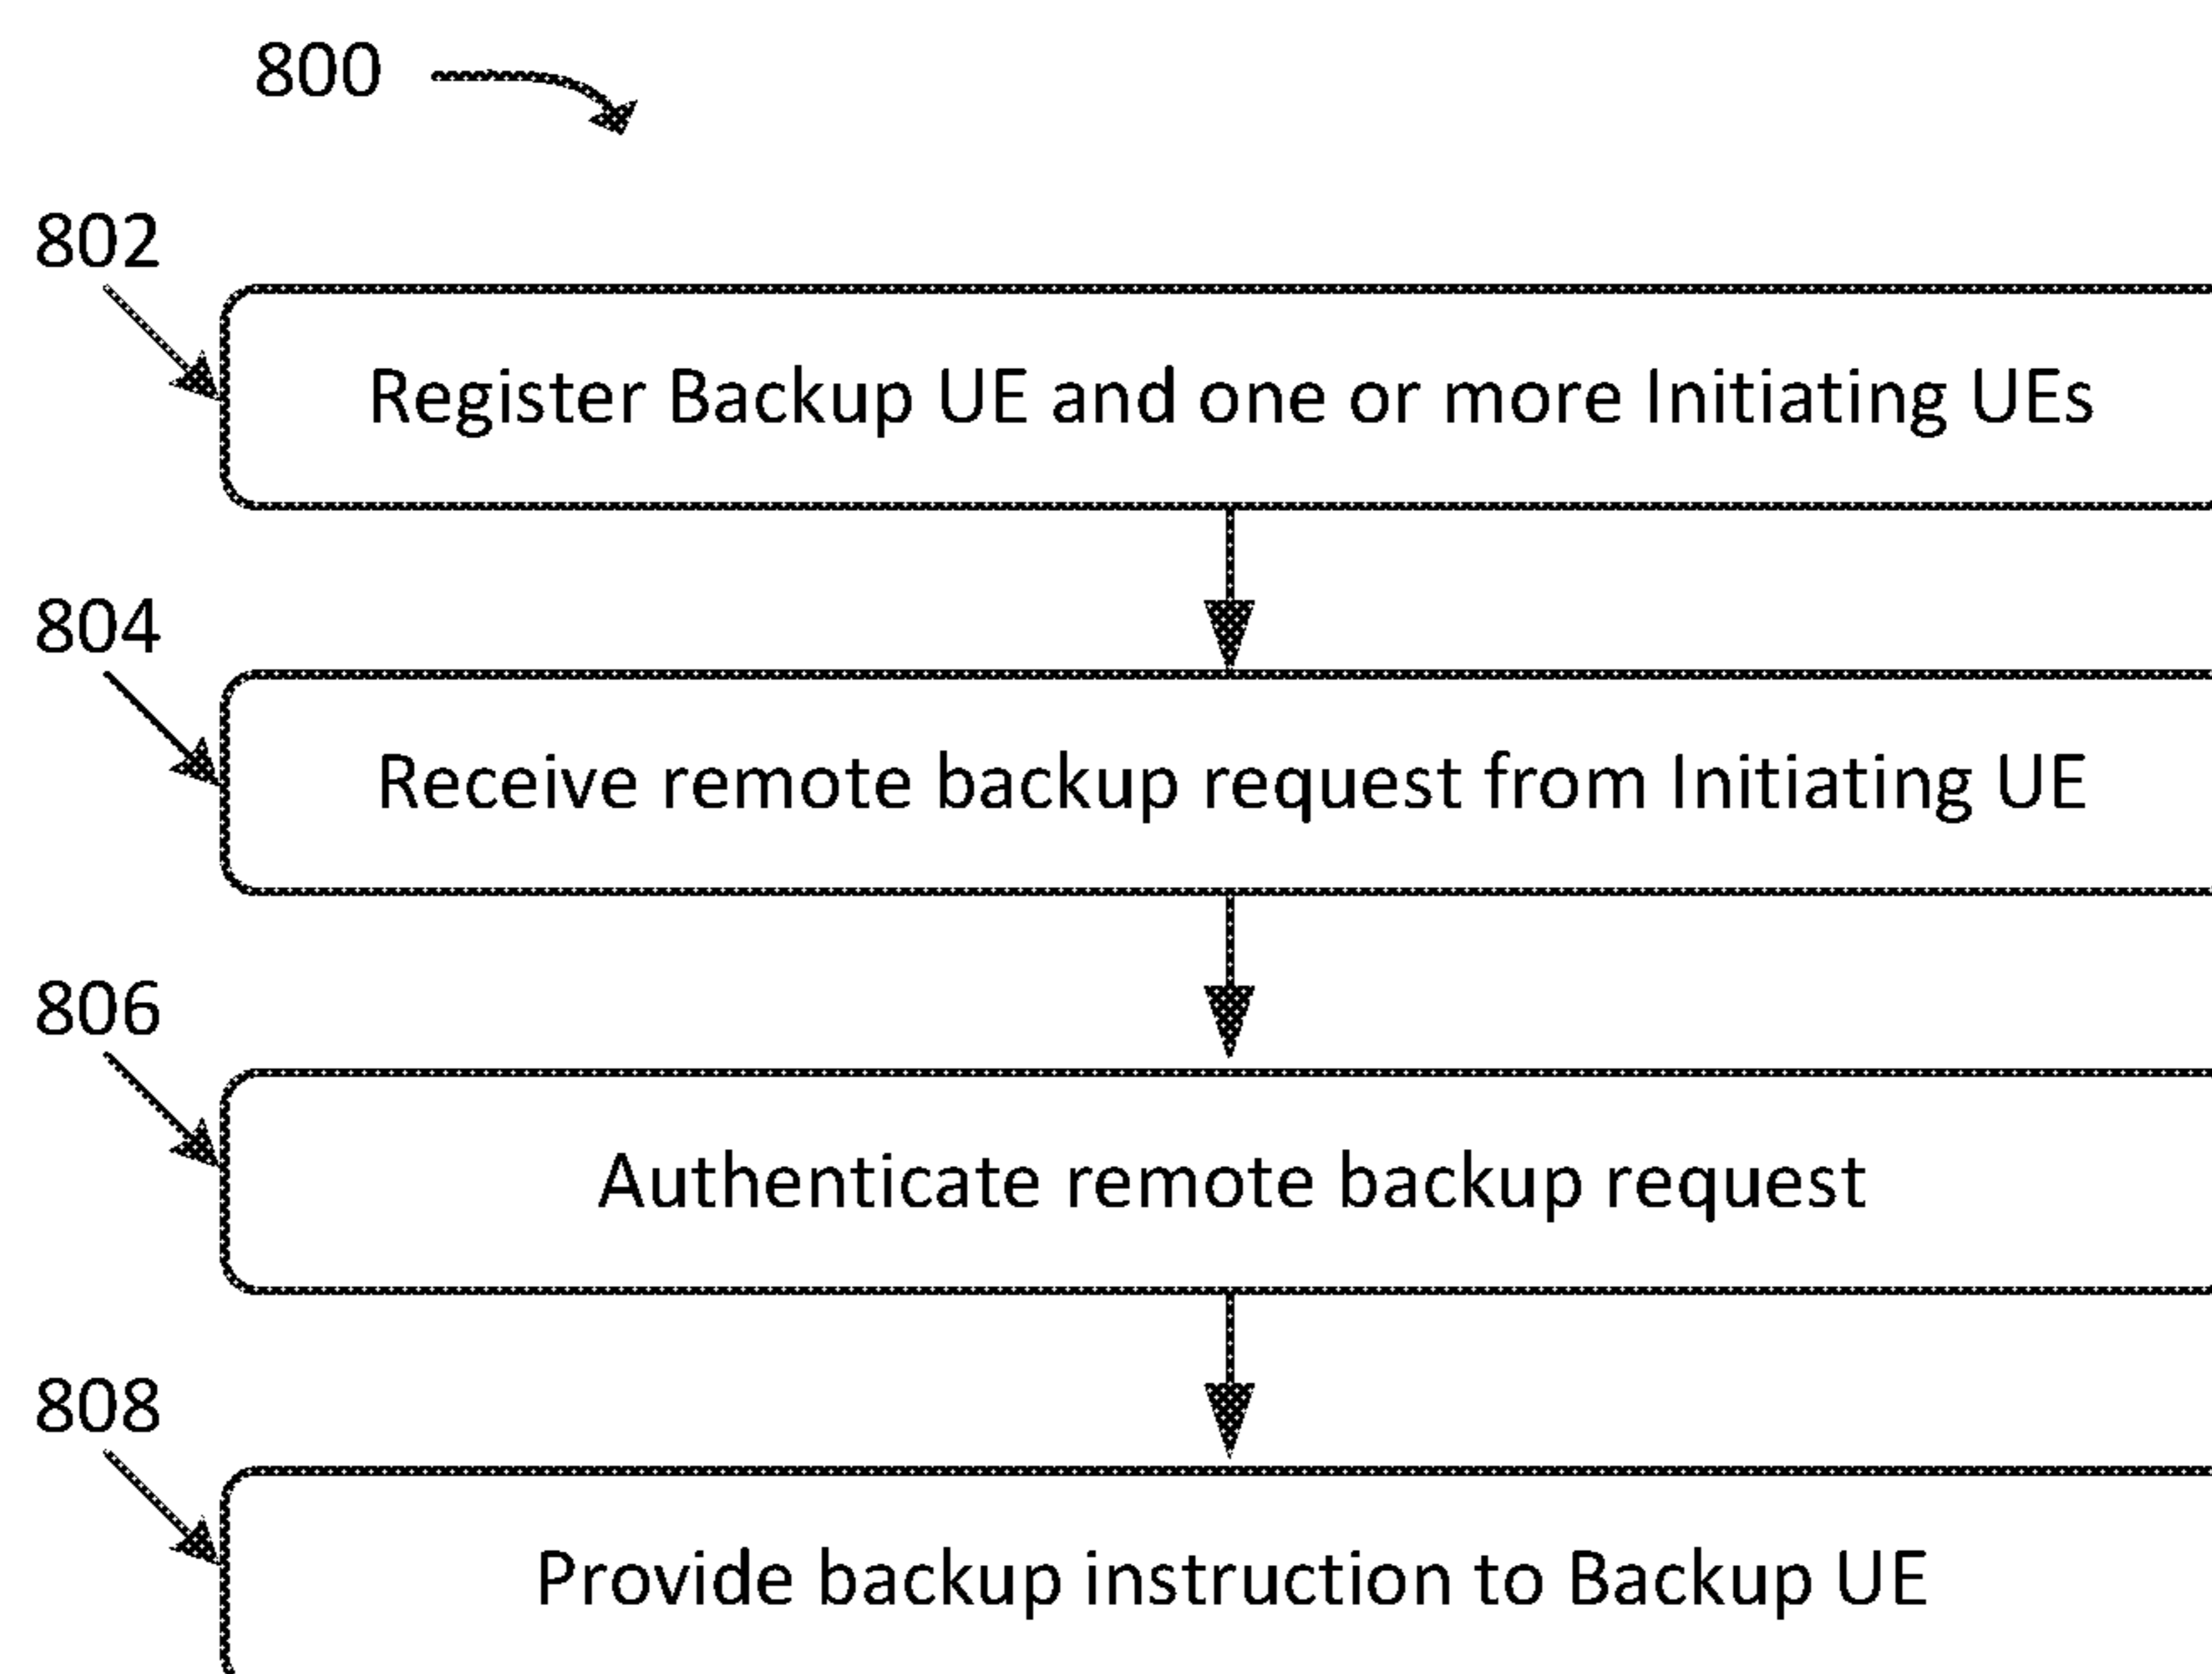 800
802
Register Backup UE and one or more Initiating UEs
804
Receive remote backup request from Initiating UE
806
Authenticate remote backup request
808
Provide backup instruction to Backup UE